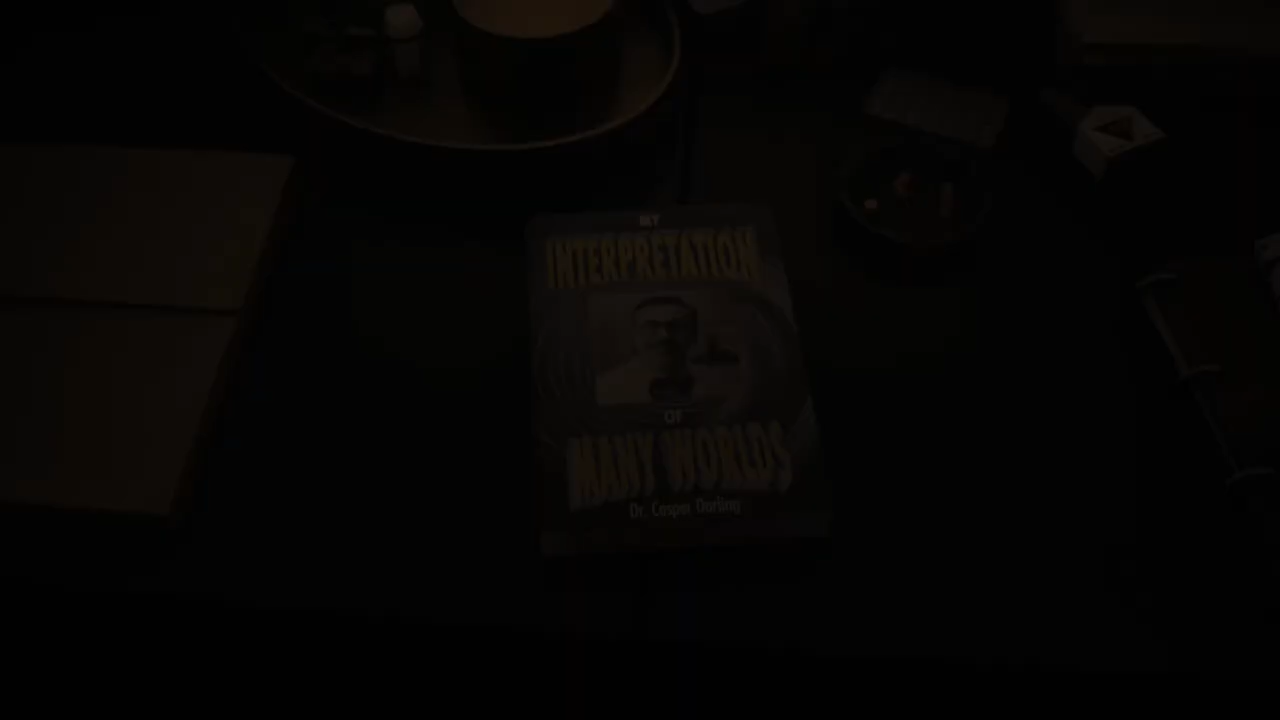 MY
INTERPRETATION
OF
MANY WORLDS
Dr. Casper Darling